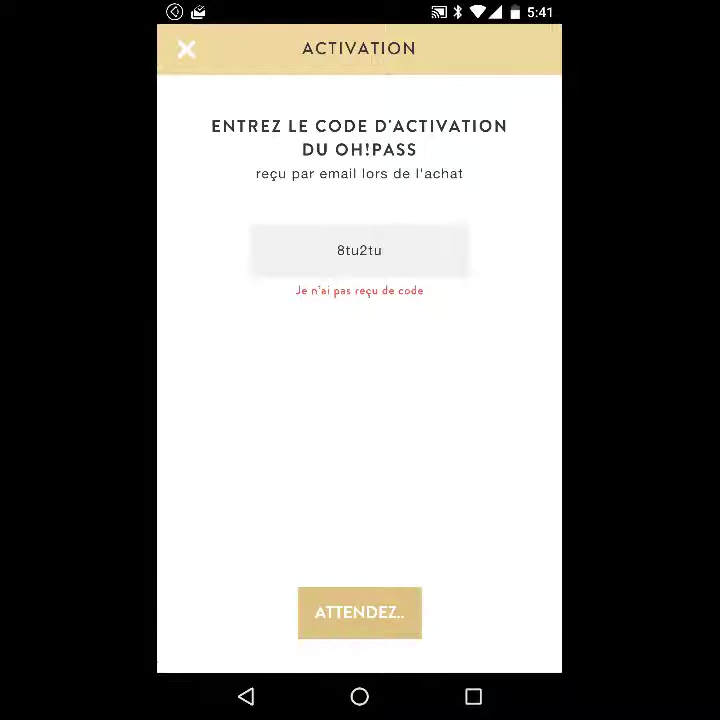 5:41
ACTIVATION
ENTREZ LE CODE D'ACTIVATION
DU OH!PASS
reçu par email lors de l'achat
8tu2tu
Je n'ai pas reçu de code
ATTENDEZ..